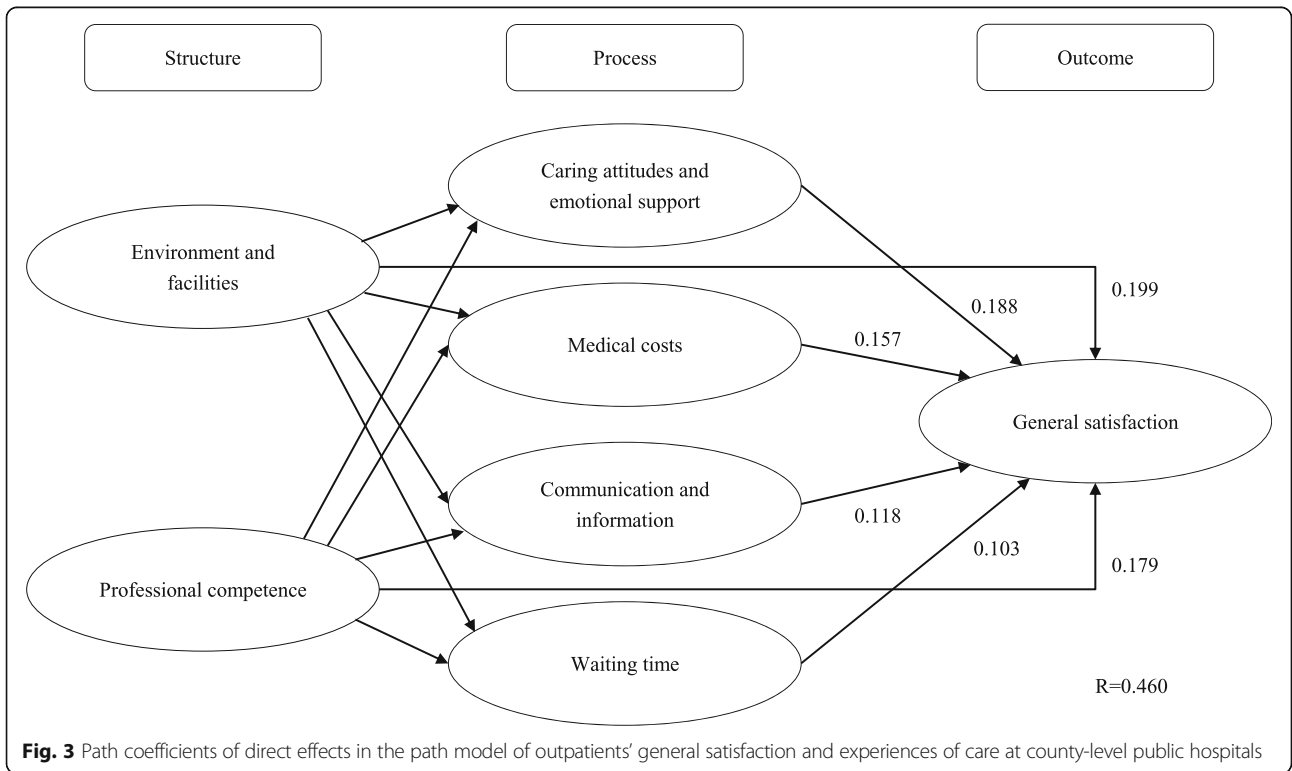 Structure
Process
Outcome
Caring attitudes and
emotional support
Environment and
facilities
0.199
0.188
Medical costs
0.157
General satisfaction
Communication and
information
0.118
0.103
0.179
Professional competence
Waiting time
R=0.460
Fig. 3 Path coefficients of direct effects in the path model of outpatients’ general satisfaction and experiences of care at county-level public hospitals